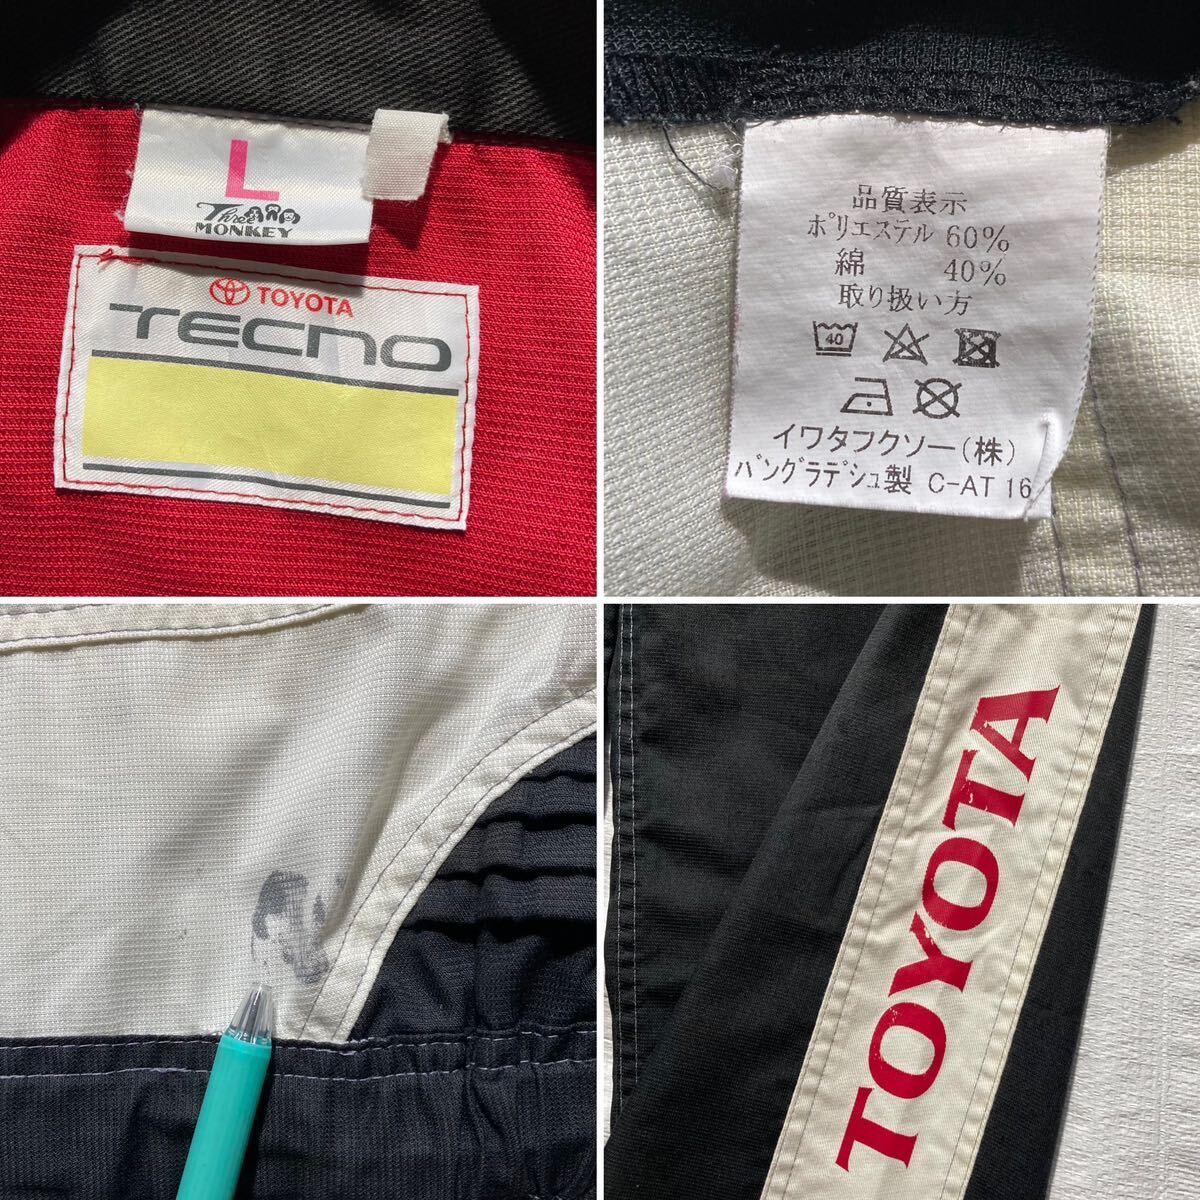 L
Three
MONKEY
TOYOTA
TECNO
品質表示
ポリエステル 60%
綿 40%
取り扱い方
40
イワタフクソー(株)
バングラデシュ製 C-AT 16
TOYOTA